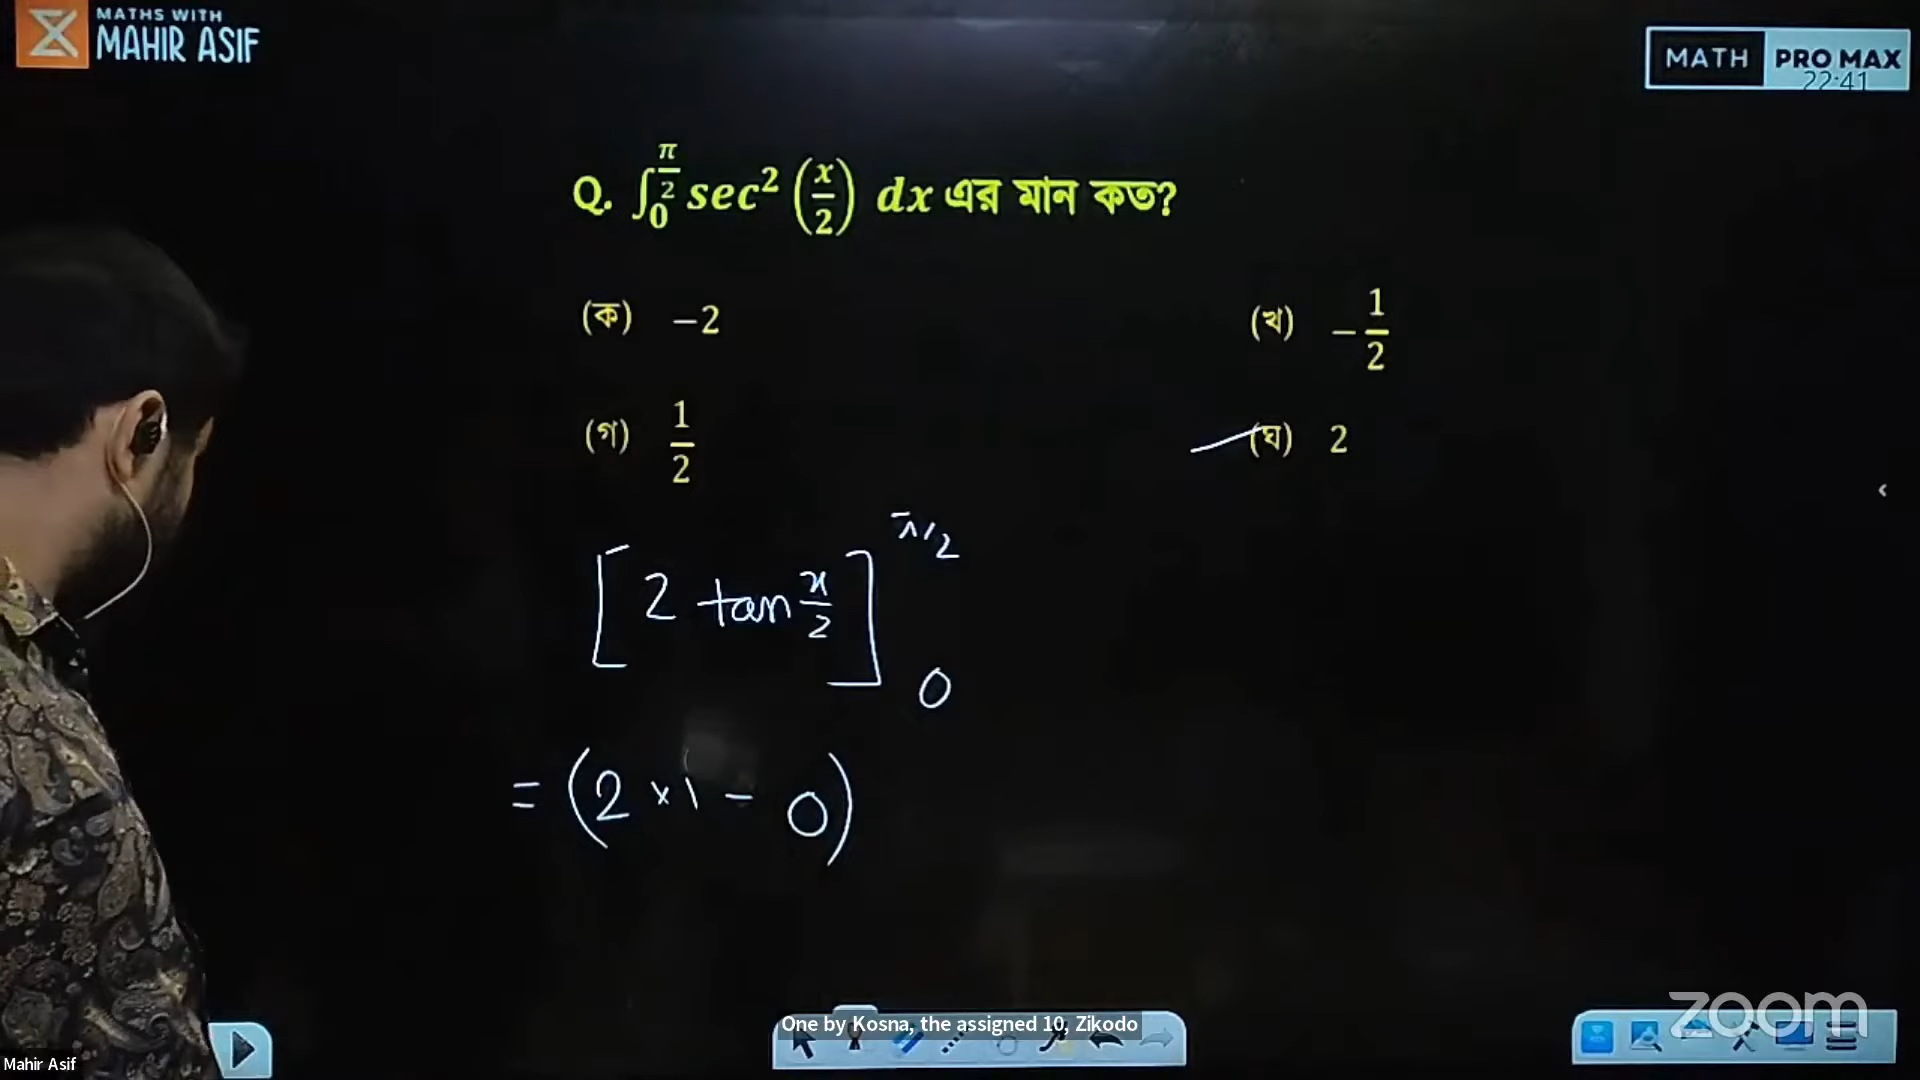 MATHS WITH
MAHIR ASIF
MATH PRO MAX
22:41
Q. ∫₀^(π/2) sec² (x/2) dx এর মান কত?
(ক) −2
(খ) −1/2
(গ) 1/2
(ঘ) 2
[2 tan x/2] π/2 0
= (2 × 1 − 0)
One by Kosna, the assigned 10, Zikodo
zoom
Mahir Asif